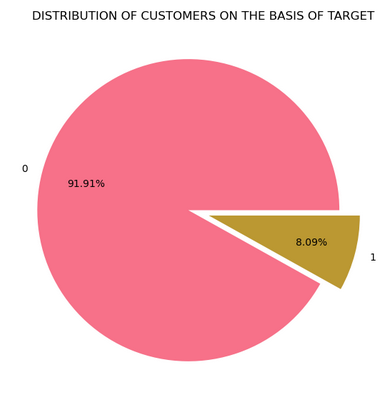 DISTRIBUTION OF CUSTOMERS ON THE BASIS OF TARGET
0
91.91%
8.09%
1